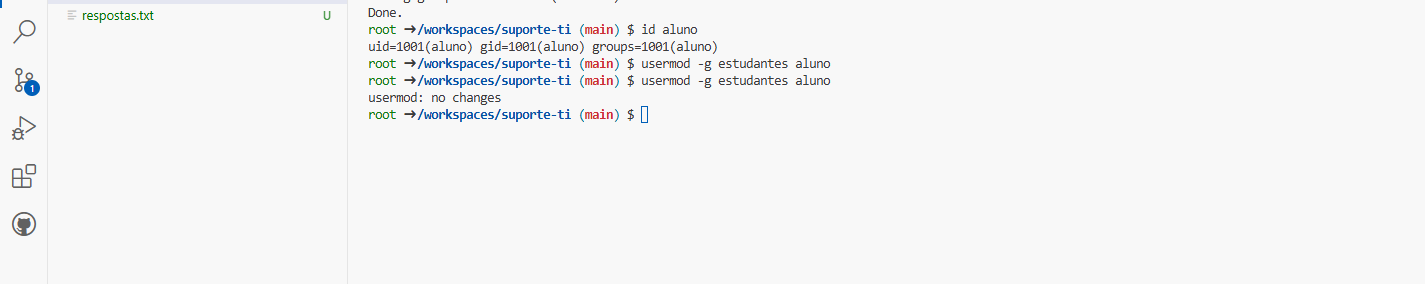 respostas.txt
U
1
Done.
root ➜/workspaces/suporte-ti (main) $ id aluno
uid=1001(aluno) gid=1001(aluno) groups=1001(aluno)
root ➜/workspaces/suporte-ti (main) $ usermod -g estudantes aluno
root ➜/workspaces/suporte-ti (main) $ usermod -g estudantes aluno
usermod: no changes
root ➜/workspaces/suporte-ti (main) $